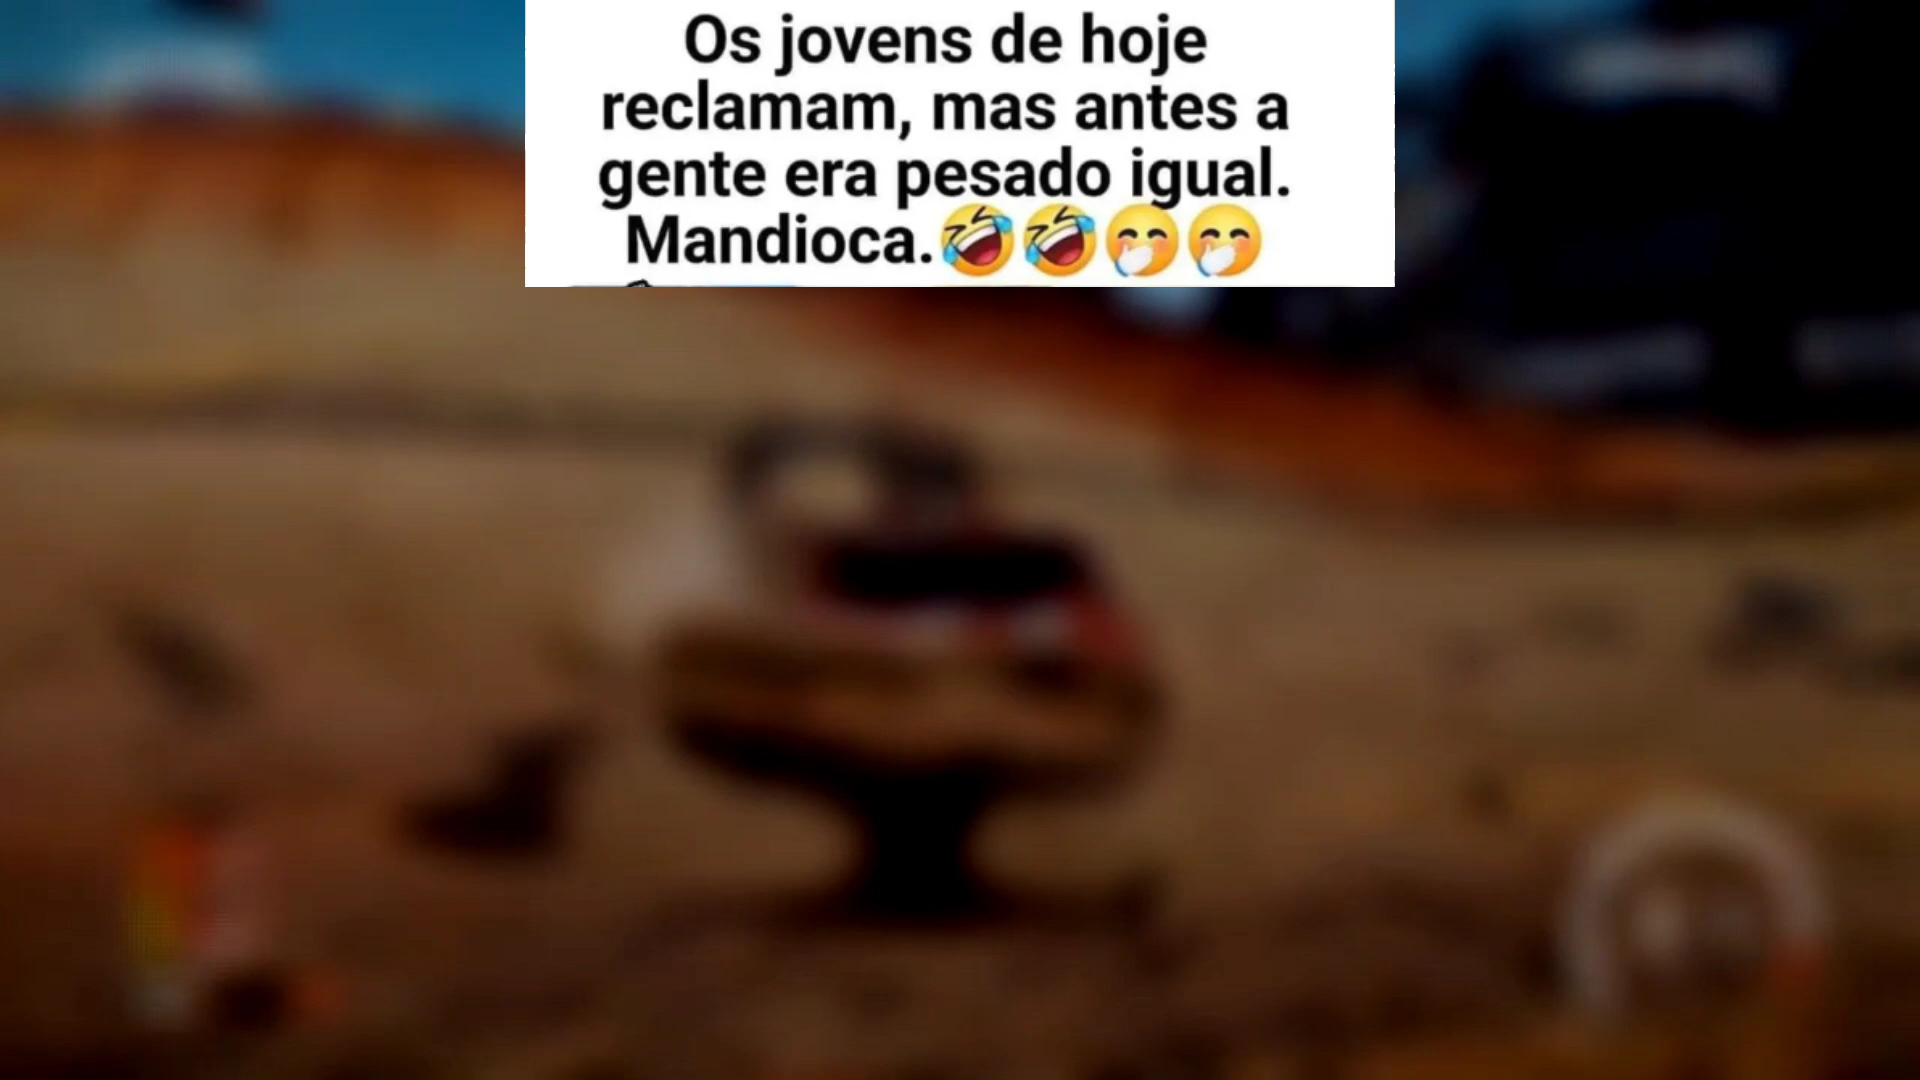 Os jovens de hoje
reclamam, mas antes a
gente era pesado igual.
Mandioca.🤣🤣🤭🤭